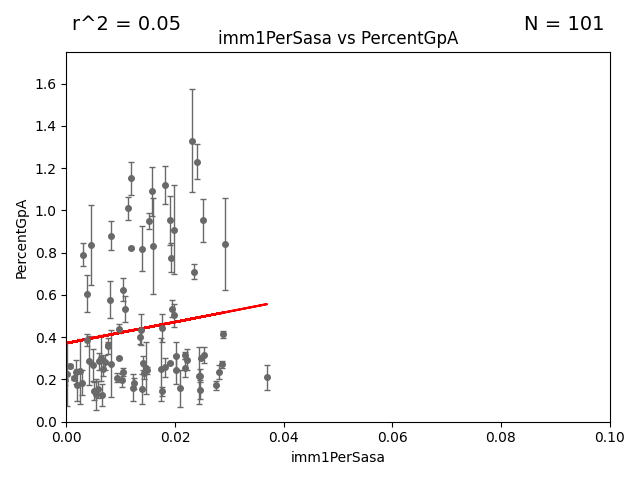 r^2 = 0.05
N = 101
imm1PerSasa vs PercentGpA
PercentGpA
1.6
1.4
1.2
1.0
0.8
0.6
0.4
0.2
0.0
0.00 0.02 0.04 0.06 0.08 0.10
imm1PerSasa